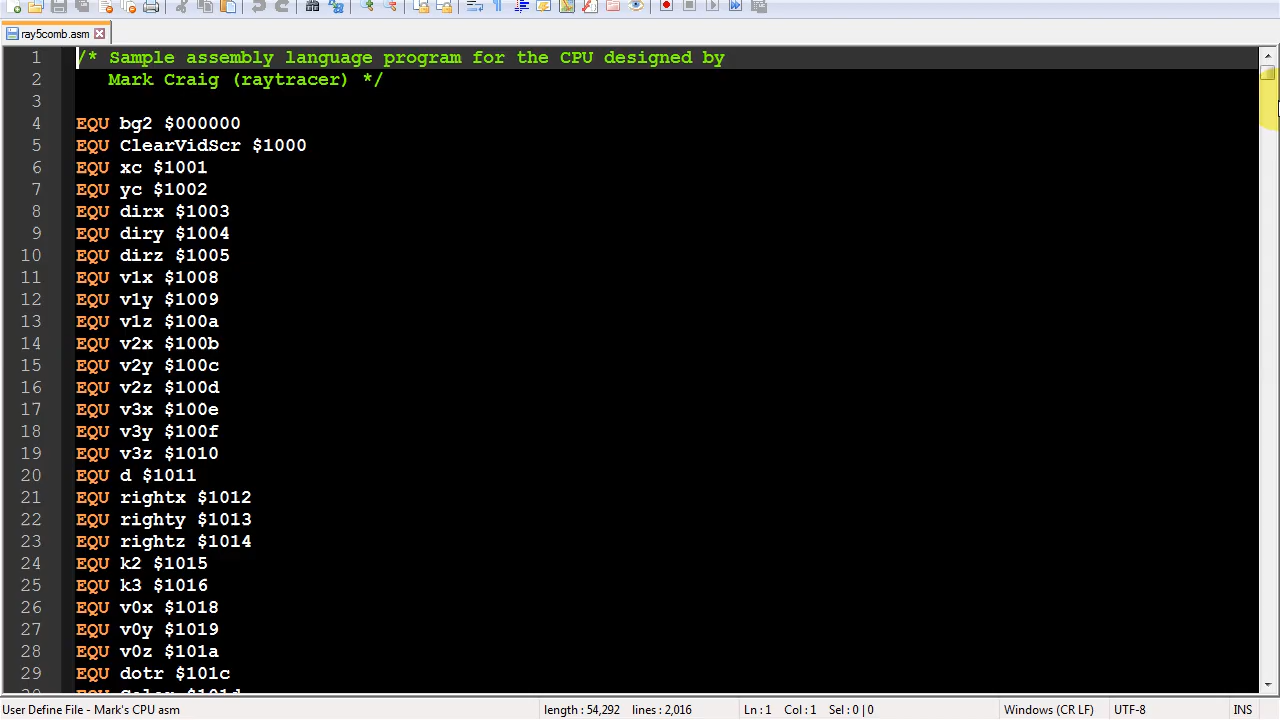 ray5comb.asm
1 /* Sample assembly language program for the CPU designed by
2 Mark Craig (raytracer) */
3
4 EQU bg2 $000000
5 EQU ClearVidScr $1000
6 EQU xc $1001
7 EQU yc $1002
8 EQU dirx $1003
9 EQU diry $1004
10 EQU dirz $1005
11 EQU v1x $1008
12 EQU v1y $1009
13 EQU v1z $100a
14 EQU v2x $100b
15 EQU v2y $100c
16 EQU v2z $100d
17 EQU v3x $100e
18 EQU v3y $100f
19 EQU v3z $1010
20 EQU d $1011
21 EQU rightx $1012
22 EQU righty $1013
23 EQU rightz $1014
24 EQU k2 $1015
25 EQU k3 $1016
26 EQU v0x $1018
27 EQU v0y $1019
28 EQU v0z $101a
29 EQU dotr $101c
30 EQU Color $101d
User Define File - Mark's CPU asm length : 54,292 lines : 2,016 Ln : 1 Col : 1 Sel : 0 | 0 Windows (CR LF) UTF-8 INS